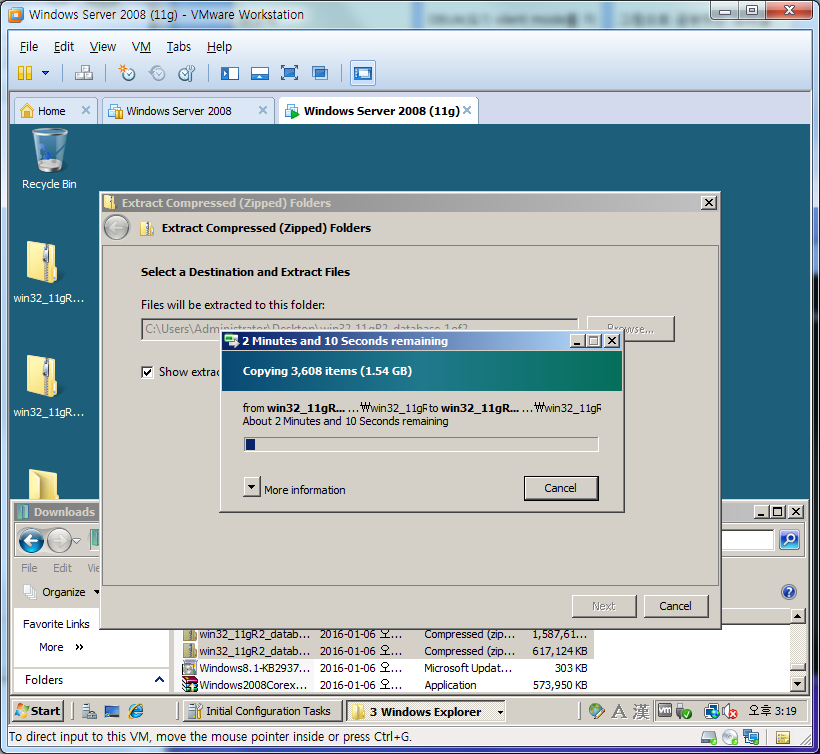 Windows Server 2008 (11g) - VMware Workstation
File Edit View VM Tabs Help
Home Windows Server 2008 Windows Server 2008 (11g)
Recycle Bin
win32_11gR...
win32_11gR...
Extract Compressed (Zipped) Folders
Extract Compressed (Zipped) Folders
Select a Destination and Extract Files
Files will be extracted to this folder:
C:\Users\Administrator\Desktop\win32_11gR2_database_1of2
Browse...
Show extrac
2 Minutes and 10 Seconds remaining
Copying 3,608 items (1.54 GB)
from win32_11gR... ...₩win32_11gR to win32_11gR... ...₩win32_11gR
About 2 Minutes and 10 Seconds remaining
More information Cancel
Next Cancel
Downloads
File Edit Vie
Organize
Favorite Links
More »
Folders
win32_11gR2_datab... 2016-01-06 오... Compressed (zip... 1,587,61...
win32_11gR2_datab... 2016-01-06 오... Compressed (zip... 617,124 KB
Windows8.1-KB2937... 2016-01-06 오... Microsoft Updat... 303 KB
Windows2008Corex... 2016-01-06 오... Application 573,950 KB
Start Initial Configuration Tasks 3 Windows Explorer A 漢 오후 3:19
To direct input to this VM, move the mouse pointer inside or press Ctrl+G.